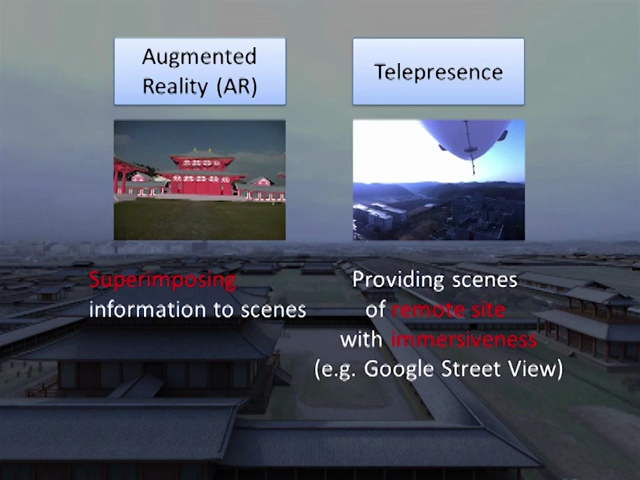 Augmented
Reality (AR)
Telepresence
Superimposing
information to scenes
Providing scenes
of remote site
with immersiveness
(e.g. Google Street View)